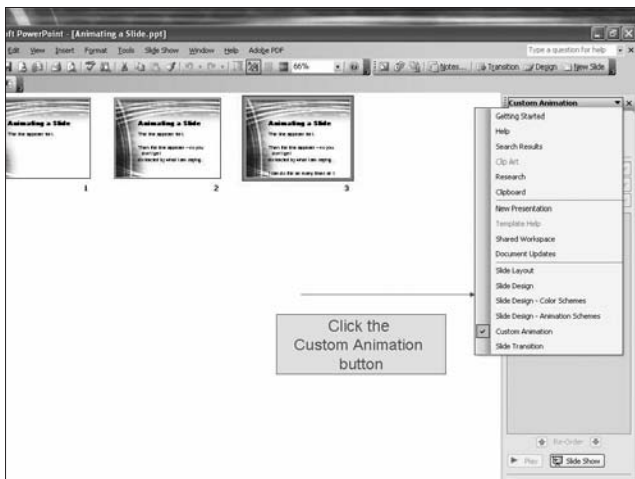 oft PowerPoint - [Animating a Slide.ppt]
Edit View Insert Format Tools Slide Show Window Help Adobe PDF Type a question for help
66% Notes... Transition Design New Slide
Custom Animation
Getting Started
Help
Search Results
Clip Art
Research
Clipboard
New Presentation
Template Help
Shared Workspace
Document Updates
Slide Layout
Slide Design
Slide Design - Color Schemes
Slide Design - Animation Schemes
Custom Animation
Slide Transition
Animating a Slide
1
Animating a Slide
2
Animating a Slide
3
Click the
Custom Animation
button
Re-Order
Play Slide Show